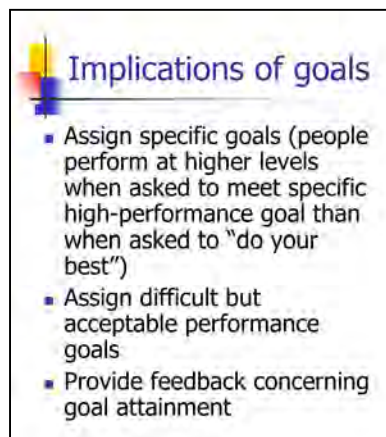 Implications of goals
Assign specific goals (people
perform at higher levels
when asked to meet specific
high-performance goal than
when asked to “do your
best”)
Assign difficult but
acceptable performance
goals
Provide feedback concerning
goal attainment